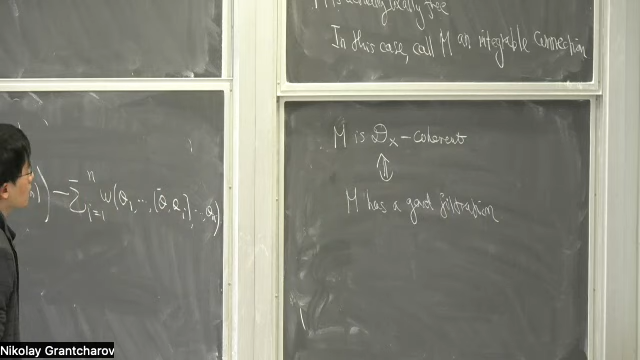 M is actually locally free
In this case, call M an integrable connection
) - Σ_{i=1}^{n} ω(θ_1, ..., [θ, θ_i], ..., θ_n)
M is D_X-coherent
⇕
M has a good filtration
Nikolay Grantcharov